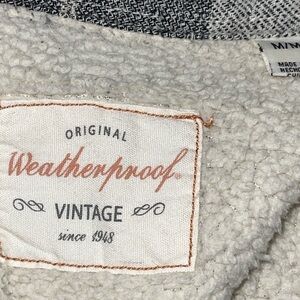 ORIGINAL
Weatherproof®
VINTAGE
since 1948
M/M
MADE